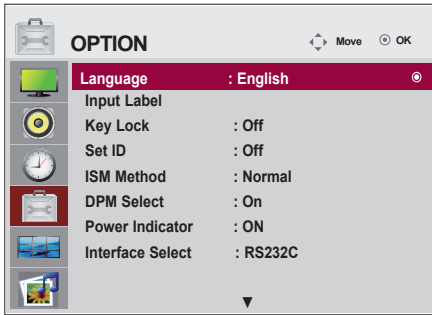 OPTION Move OK
Language : English
Input Label
Key Lock : Off
Set ID : Off
ISM Method : Normal
DPM Select : On
Power Indicator : ON
Interface Select : RS232C